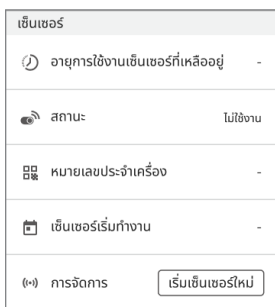 เซ็นเซอร์
อายุการใช้งานเซ็นเซอร์ที่เหลืออยู่ -
สถานะ ไม่ใช้งาน
หมายเลขประจำเครื่อง -
เซ็นเซอร์เริ่มทำงาน -
การจัดการ เริ่มเซ็นเซอร์ใหม่